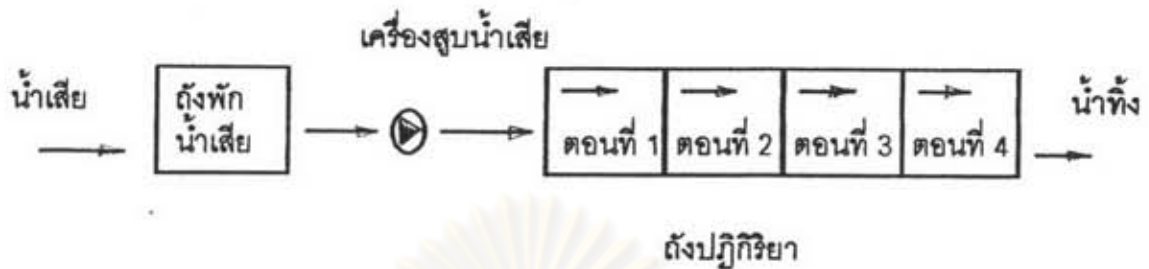 เครื่องสูบน้ำเสีย
น้ำเสีย
ถังพัก
น้ำเสีย
ตอนที่ 1
ตอนที่ 2
ตอนที่ 3
ตอนที่ 4
น้ำทิ้ง
ถังปฏิกิริยา